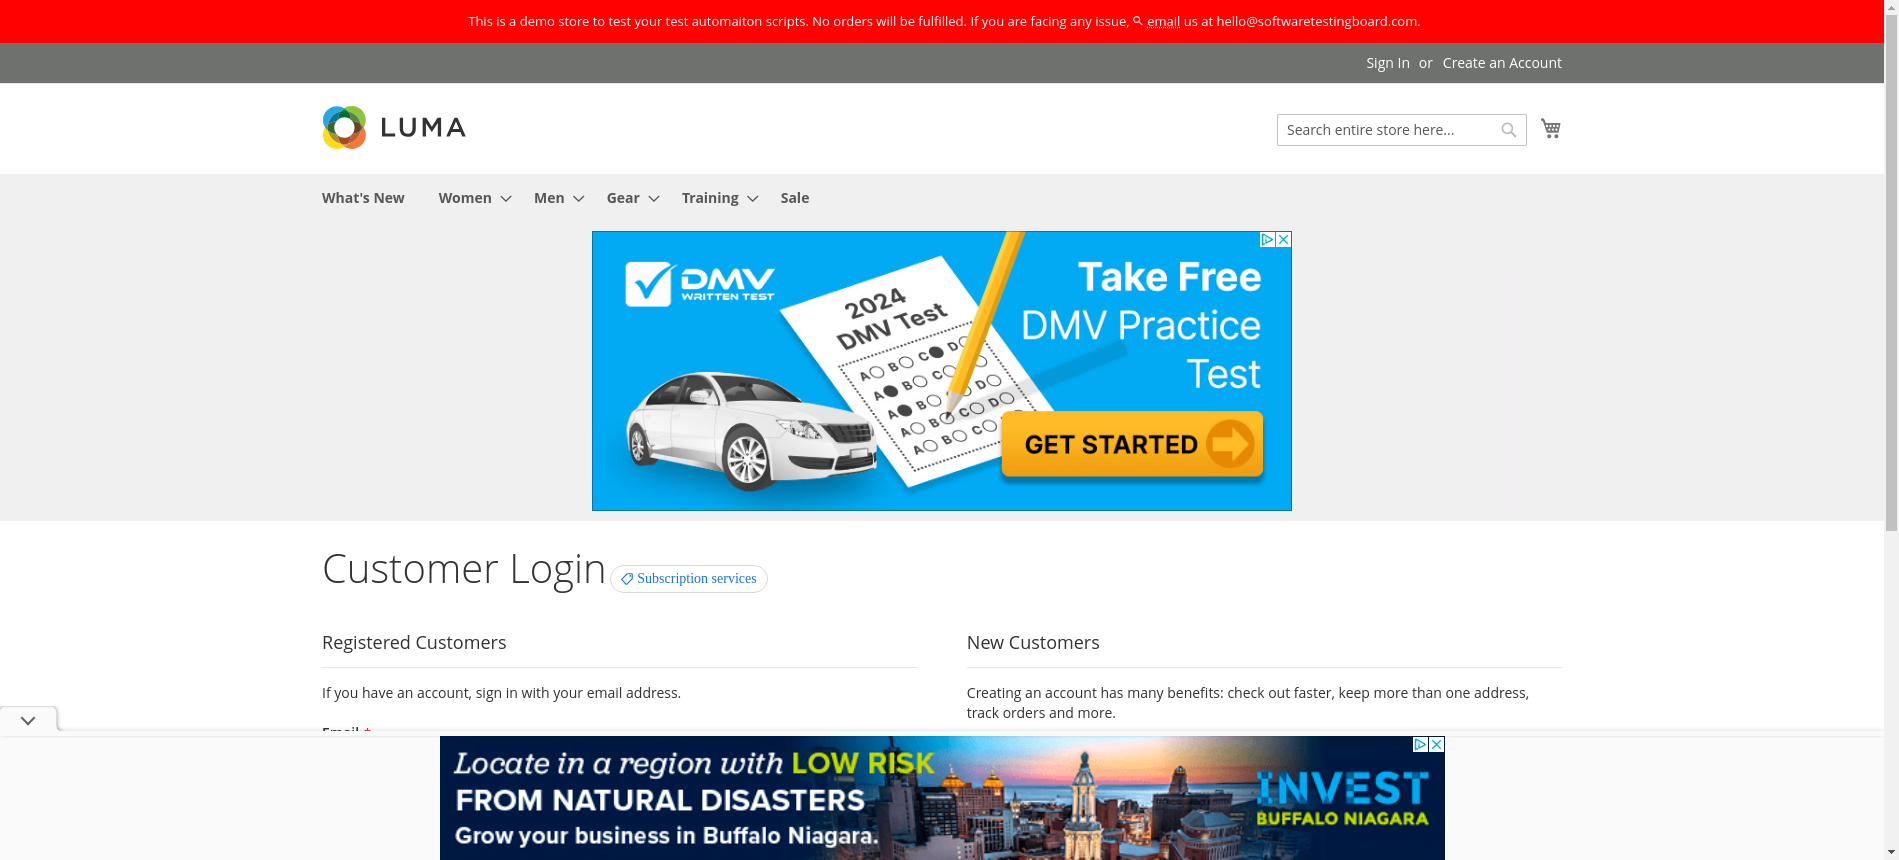 This is a demo store to test your test automaiton scripts. No orders will be fulfilled. If you are facing any issue, email us at hello@softwaretestingboard.com.
Sign In or Create an Account
LUMA
Search entire store here...
What's New Women Men Gear Training Sale
DMV
WRITTEN TEST
2024
DMV Test
A B C D
A B C D
A B C D
A B C D
A B C D
Take Free
DMV Practice
Test
GET STARTED
Customer Login
Subscription services
Registered Customers
If you have an account, sign in with your email address.
Email *
New Customers
Creating an account has many benefits: check out faster, keep more than one address,
track orders and more.
Locate in a region with LOW RISK
FROM NATURAL DISASTERS
Grow your business in Buffalo Niagara.
INVEST
BUFFALO NIAGARA